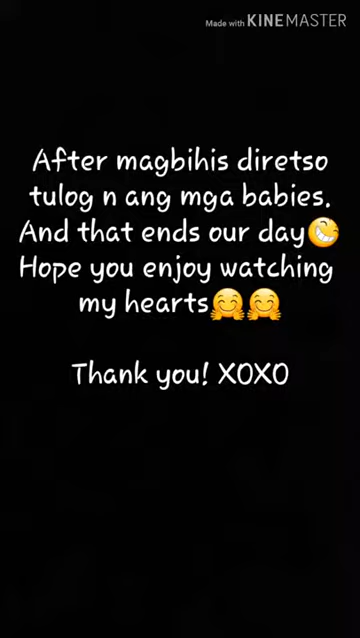 Made with KINEMASTER
After magbihis diretso
tulog n ang mga babies.
And that ends our day😆
Hope you enjoy watching
my hearts🤗🤗
Thank you! XOXO